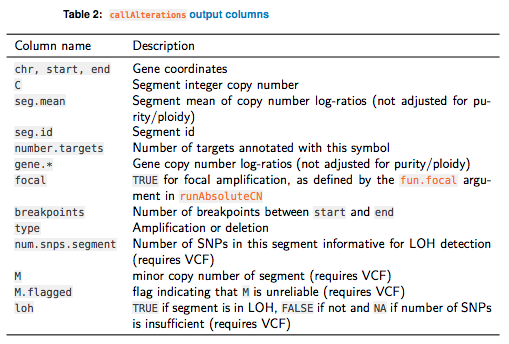 Table 2: callAlterations output columns
Column name Description
chr, start, end Gene coordinates
C Segment integer copy number
seg.mean Segment mean of copy number log-ratios (not adjusted for pu-
rity/ploidy)
seg.id Segment id
number.targets Number of targets annotated with this symbol
gene.* Gene copy number log-ratios (not adjusted for purity/ploidy)
focal TRUE for focal amplification, as defined by the fun.focal argu-
ment in runAbsoluteCN
breakpoints Number of breakpoints between start and end
type Amplification or deletion
num.snps.segment Number of SNPs in this segment informative for LOH detection
(requires VCF)
M minor copy number of segment (requires VCF)
M.flagged flag indicating that M is unreliable (requires VCF)
loh TRUE if segment is in LOH, FALSE if not and NA if number of SNPs
is insufficient (requires VCF)